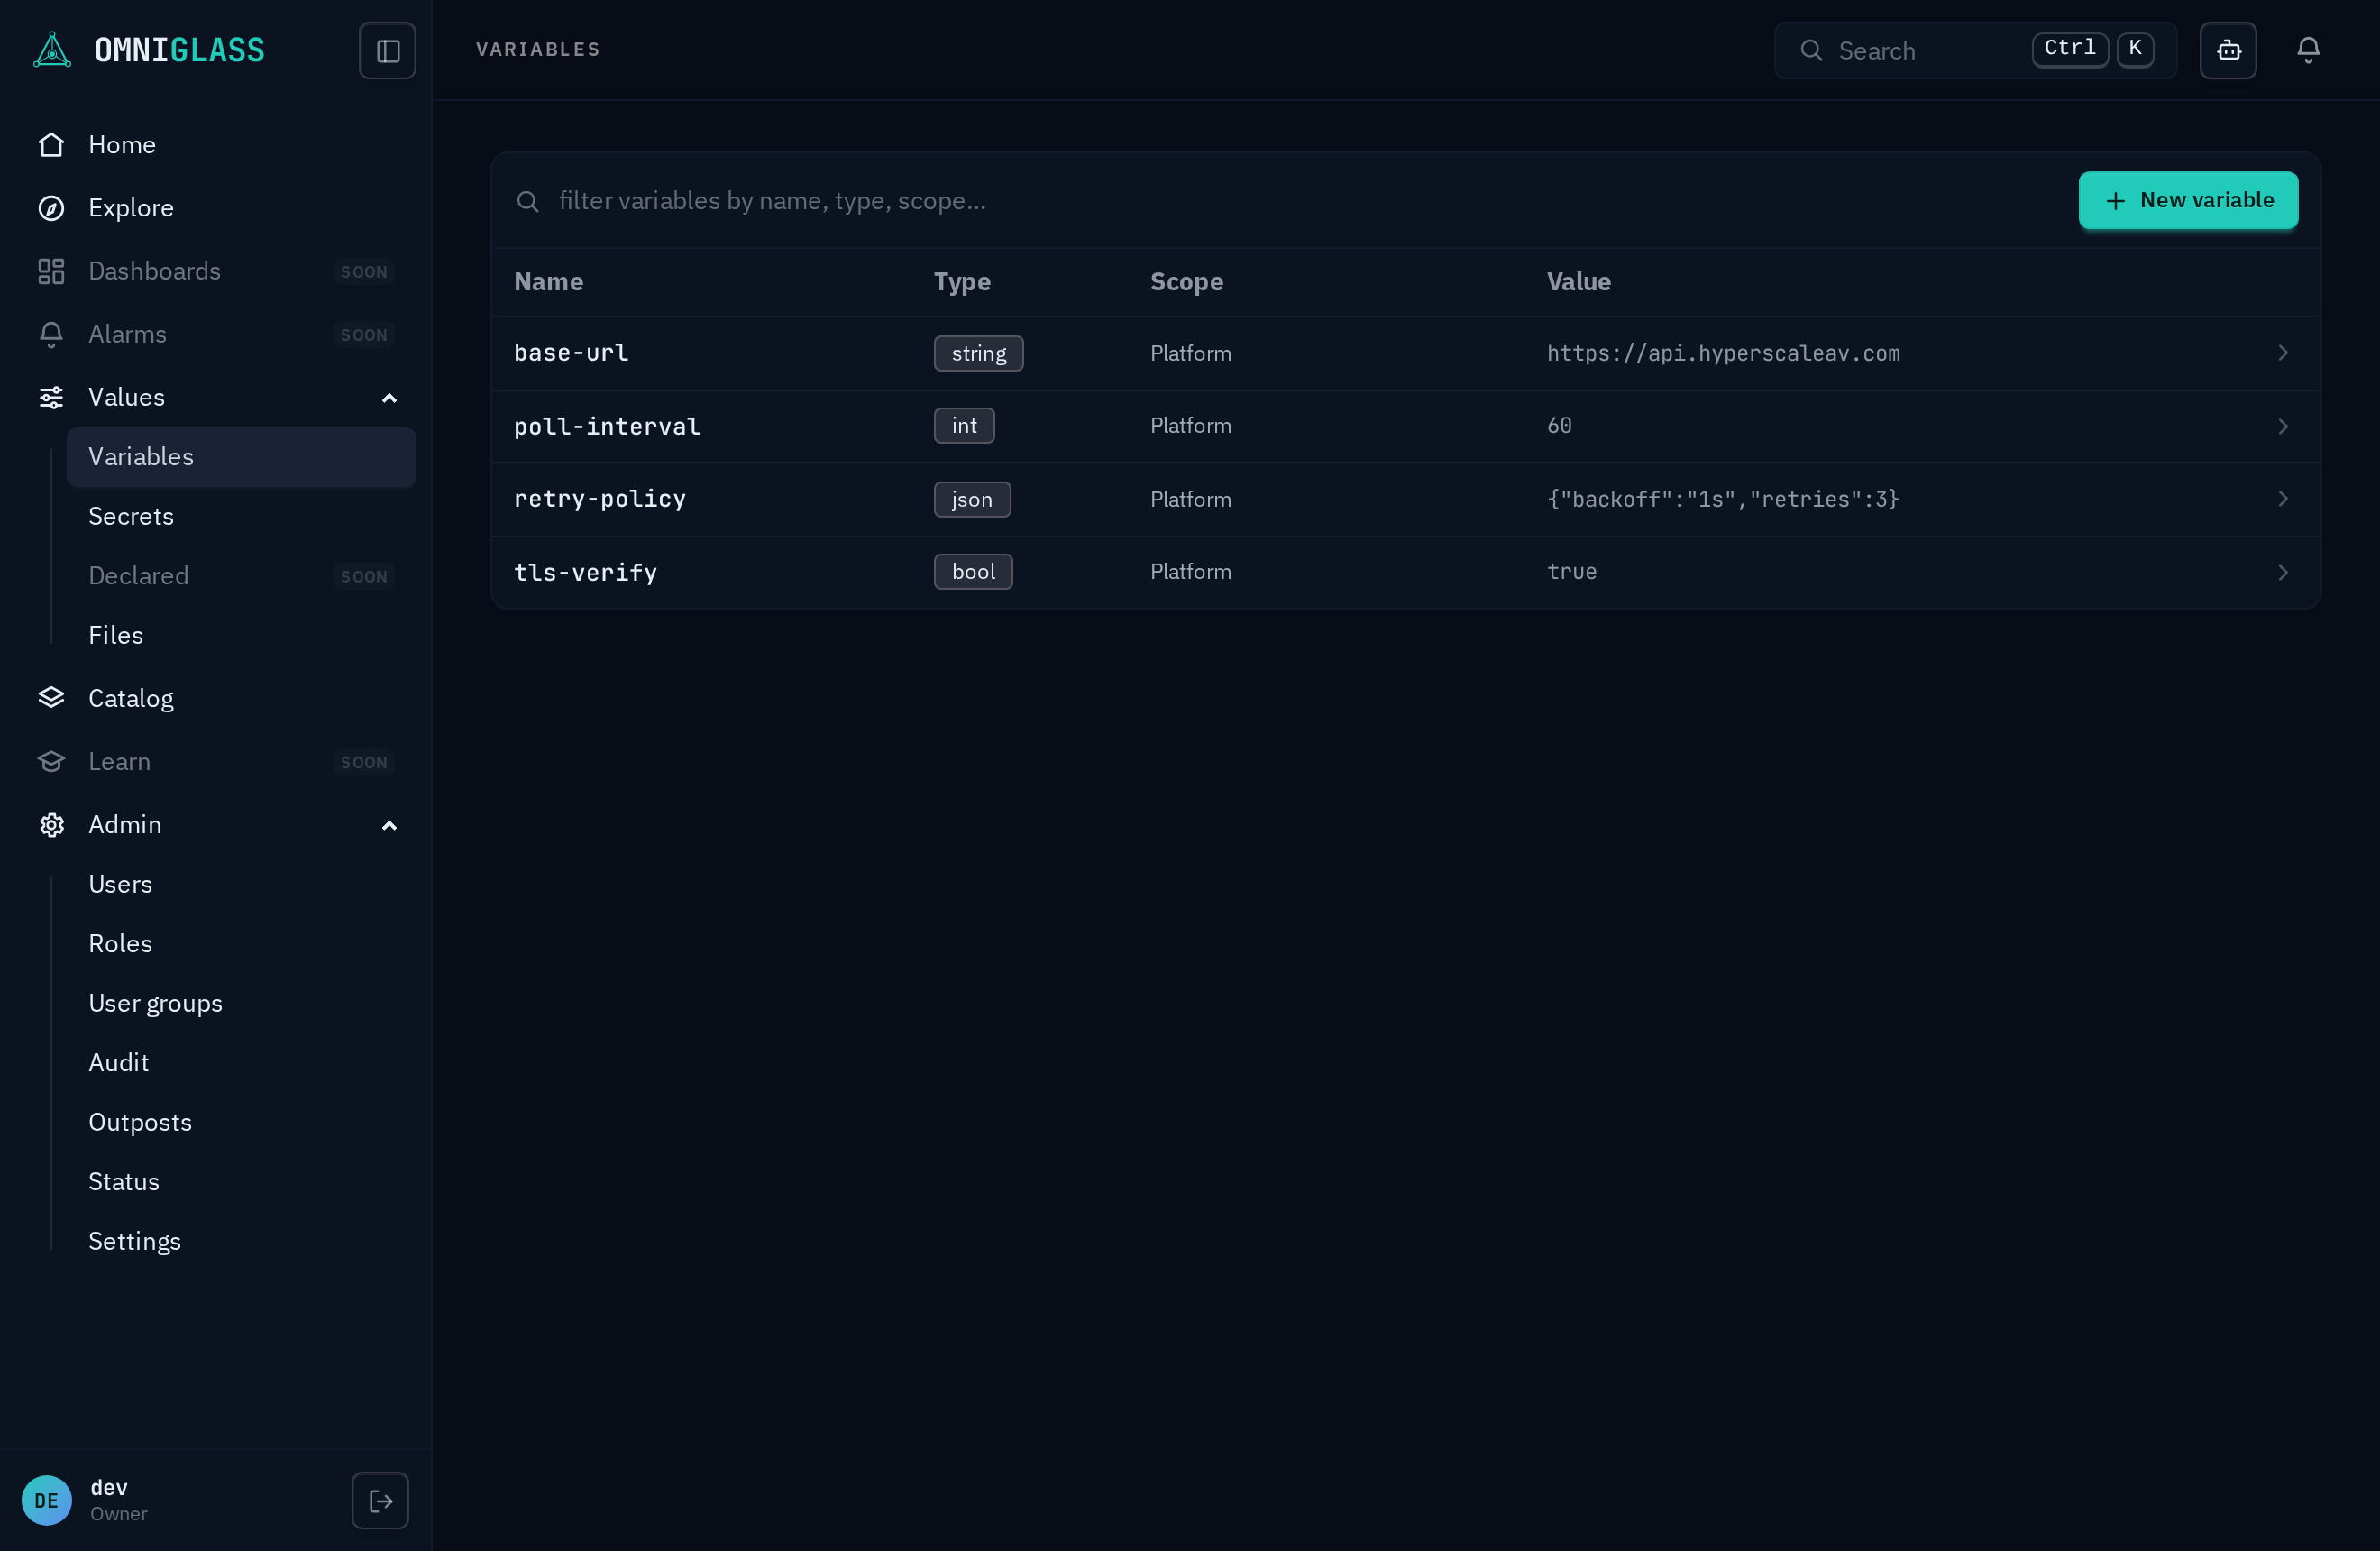 OMNIGLASS
Home
Explore
Dashboards SOON
Alarms SOON
Values
Variables
Secrets
Declared SOON
Files
Catalog
Learn SOON
Admin
Users
Roles
User groups
Audit
Outposts
Status
Settings
DE dev
Owner
VARIABLES
Search Ctrl K
filter variables by name, type, scope...
New variable
Name Type Scope Value
base-url string Platform https://api.hyperscaleav.com
poll-interval int Platform 60
retry-policy json Platform {"backoff":"1s","retries":3}
tls-verify bool Platform true